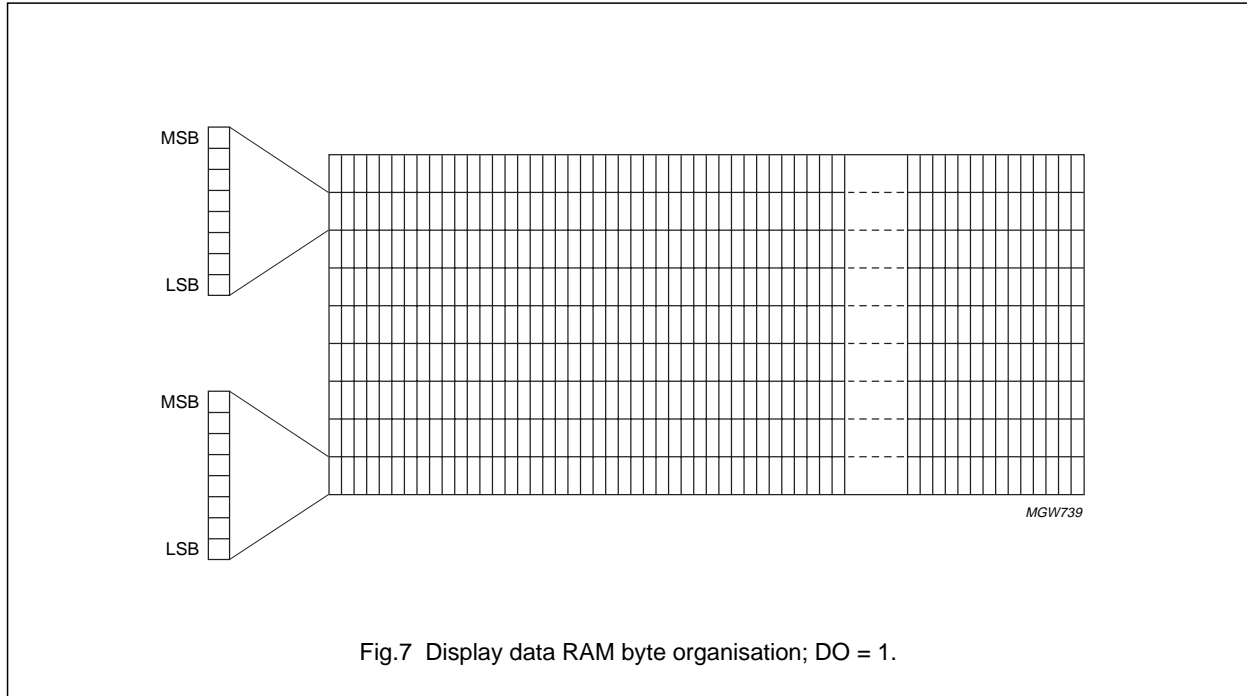 MSB
LSB
MSB
LSB
MGW739
Fig.7 Display data RAM byte organisation; DO = 1.